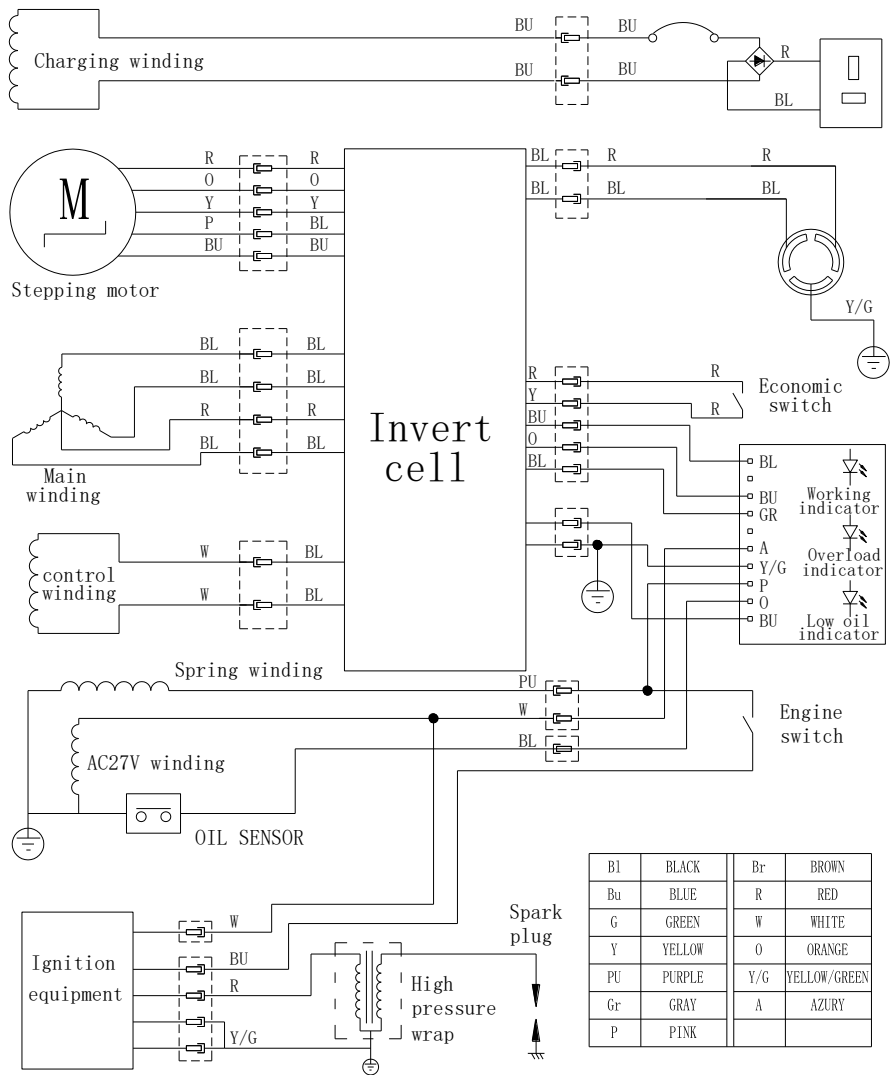 BU BU
Charging winding
R
BU BU
BL
R R
O O
Y Y
P BL
BU BU
M
Stepping motor
BL R R
BL BL BL
Y/G
BL BL
BL BL
R R
BL BL
Main
winding
Invert
cell
R R
Y R
BU
O
BL
Economic
switch
BL
BU
GR
A
Y/G
P
O
BU
Working
indicator
Overload
indicator
Low oil
indicator
W BL
control
winding
W BL
Spring winding
PU
W
BL
Engine
switch
AC27V winding
OIL SENSOR
Ignition
equipment
W
BU
R
Y/G
High
pressure
wrap
Spark
plug
Bl BLACK Br BROWN
Bu BLUE R RED
G GREEN W WHITE
Y YELLOW O ORANGE
PU PURPLE Y/G YELLOW/GREEN
Gr GRAY A AZURY
P PINK